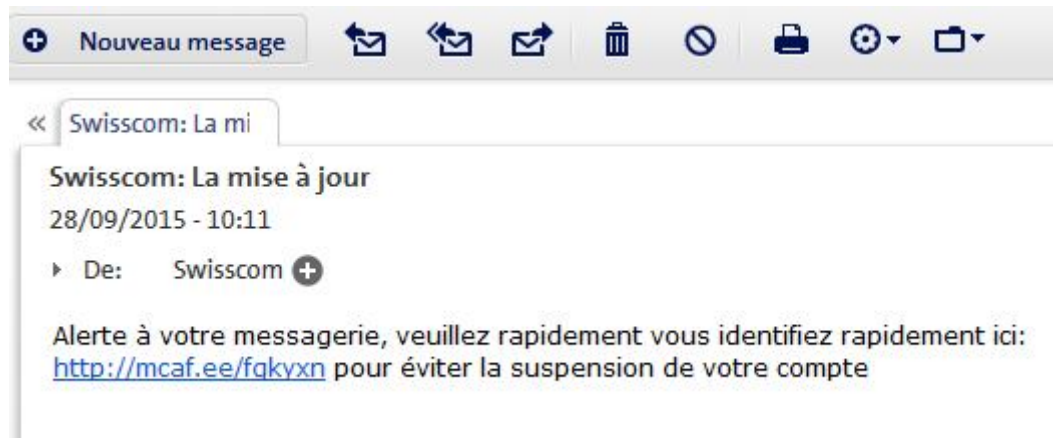 Nouveau message
« Swisscom: La mi
Swisscom: La mise à jour
28/09/2015 - 10:11
De: Swisscom
Alerte à votre messagerie, veuillez rapidement vous identifiez rapidement ici:
http://mcaf.ee/fqkyxn pour éviter la suspension de votre compte